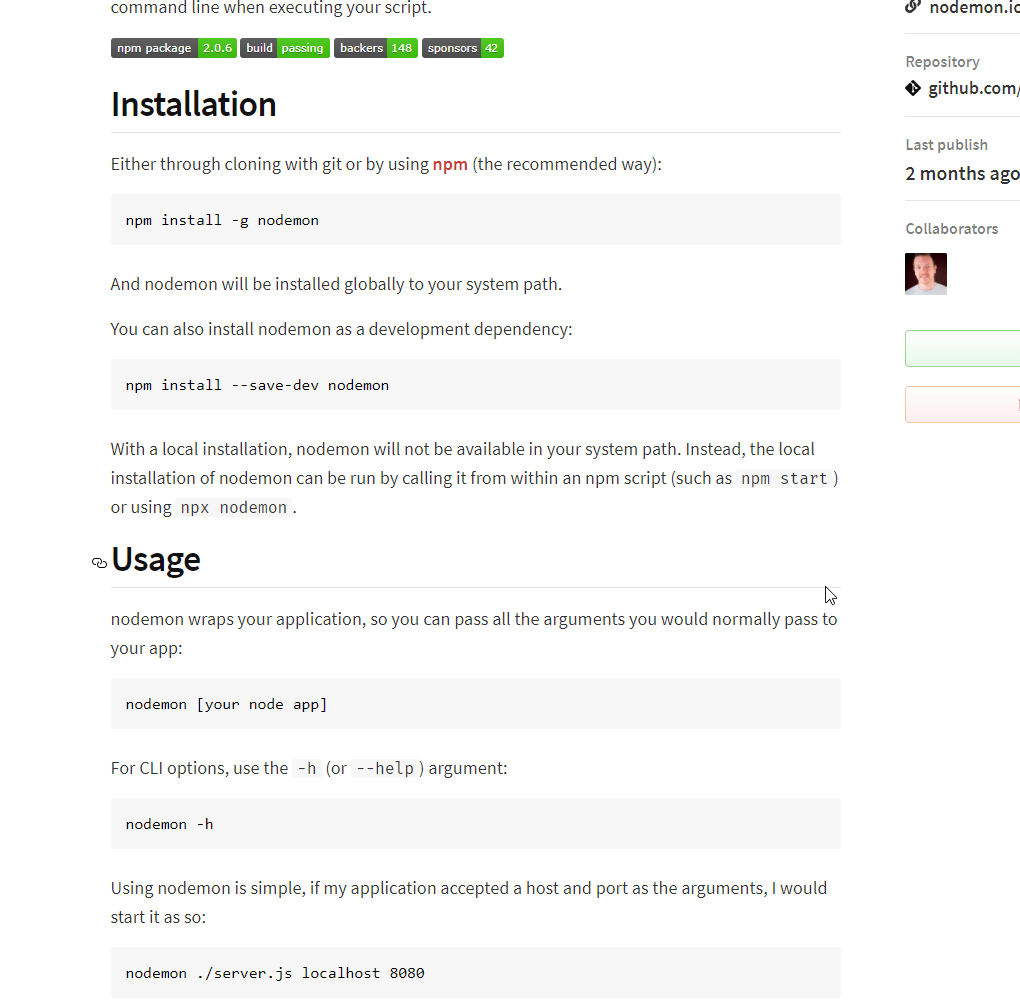 command line when executing your script.
npm package 2.0.6 build passing backers 148 sponsors 42
Installation
Either through cloning with git or by using npm (the recommended way):
npm install -g nodemon
And nodemon will be installed globally to your system path.
You can also install nodemon as a development dependency:
npm install --save-dev nodemon
With a local installation, nodemon will not be available in your system path. Instead, the local
installation of nodemon can be run by calling it from within an npm script (such as npm start )
or using npx nodemon .
Usage
nodemon wraps your application, so you can pass all the arguments you would normally pass to
your app:
nodemon [your node app]
For CLI options, use the -h (or --help ) argument:
nodemon -h
Using nodemon is simple, if my application accepted a host and port as the arguments, I would
start it as so:
nodemon ./server.js localhost 8080
nodemon.io
Repository
github.com/
Last publish
2 months ago
Collaborators